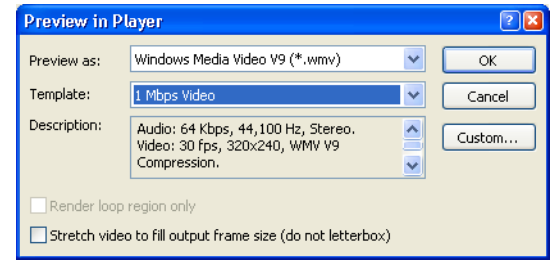 Preview in Player
Preview as: Windows Media Video V9 (*.wmv) OK
Template: 1 Mbps Video Cancel
Description: Audio: 64 Kbps, 44,100 Hz, Stereo.
Video: 30 fps, 320x240, WMV V9
Compression.
Custom...
Render loop region only
Stretch video to fill output frame size (do not letterbox)